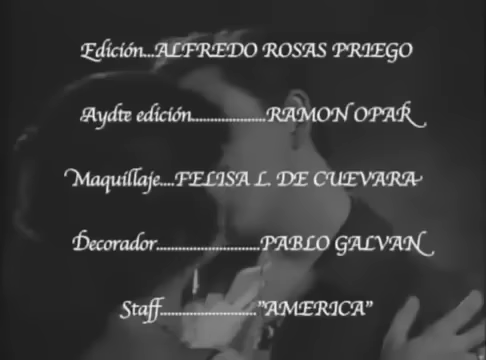 Edición...ALFREDO ROSAS PRIEGO
Aydte edición....................RAMON OPAR
Maquillaje....FELISA L. DE CUEVARA
Decorador............................PABLO GALVAN
Staff..........................”AMERICA”